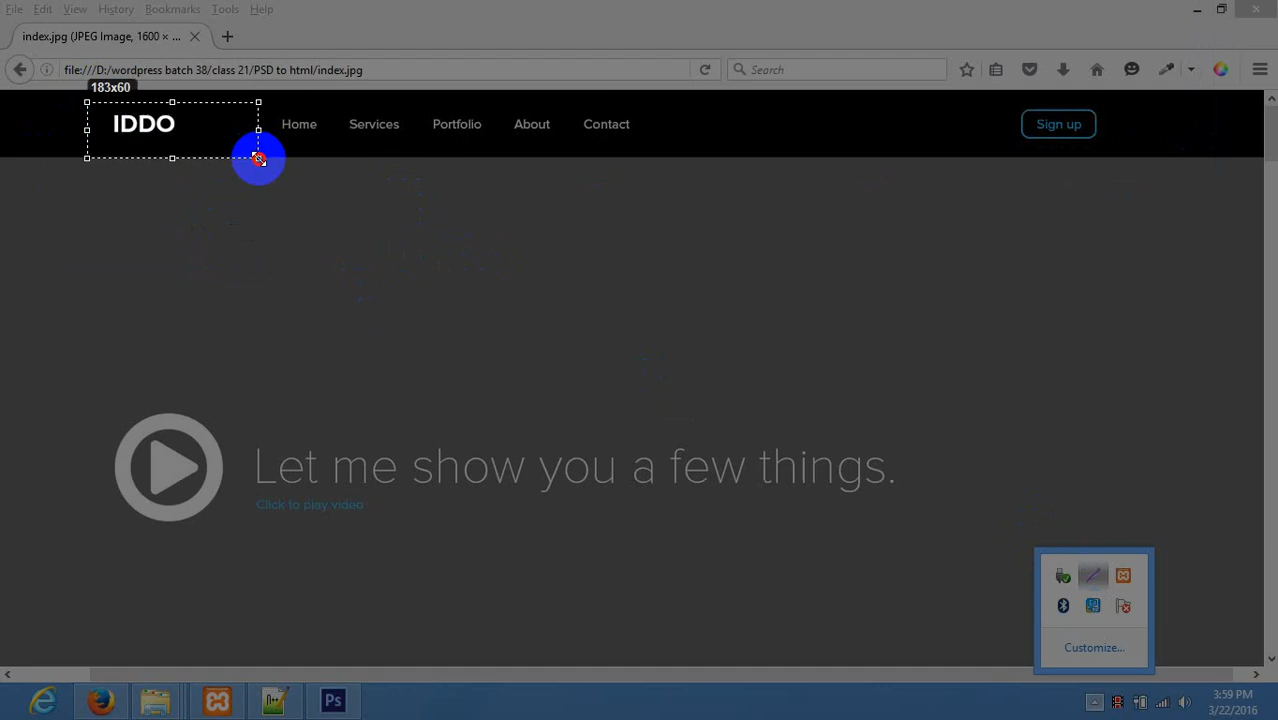 File Edit View History Bookmarks Tools Help
index.jpg (JPEG Image, 1600 × ...
file:///D:/wordpress batch 38/class 21/PSD to html/index.jpg
Search
183x60
IDDO Home Services Portfolio About Contact Sign up
Let me show you a few things.
Click to play video
Customize...
Ps
3:59 PM
3/22/2016